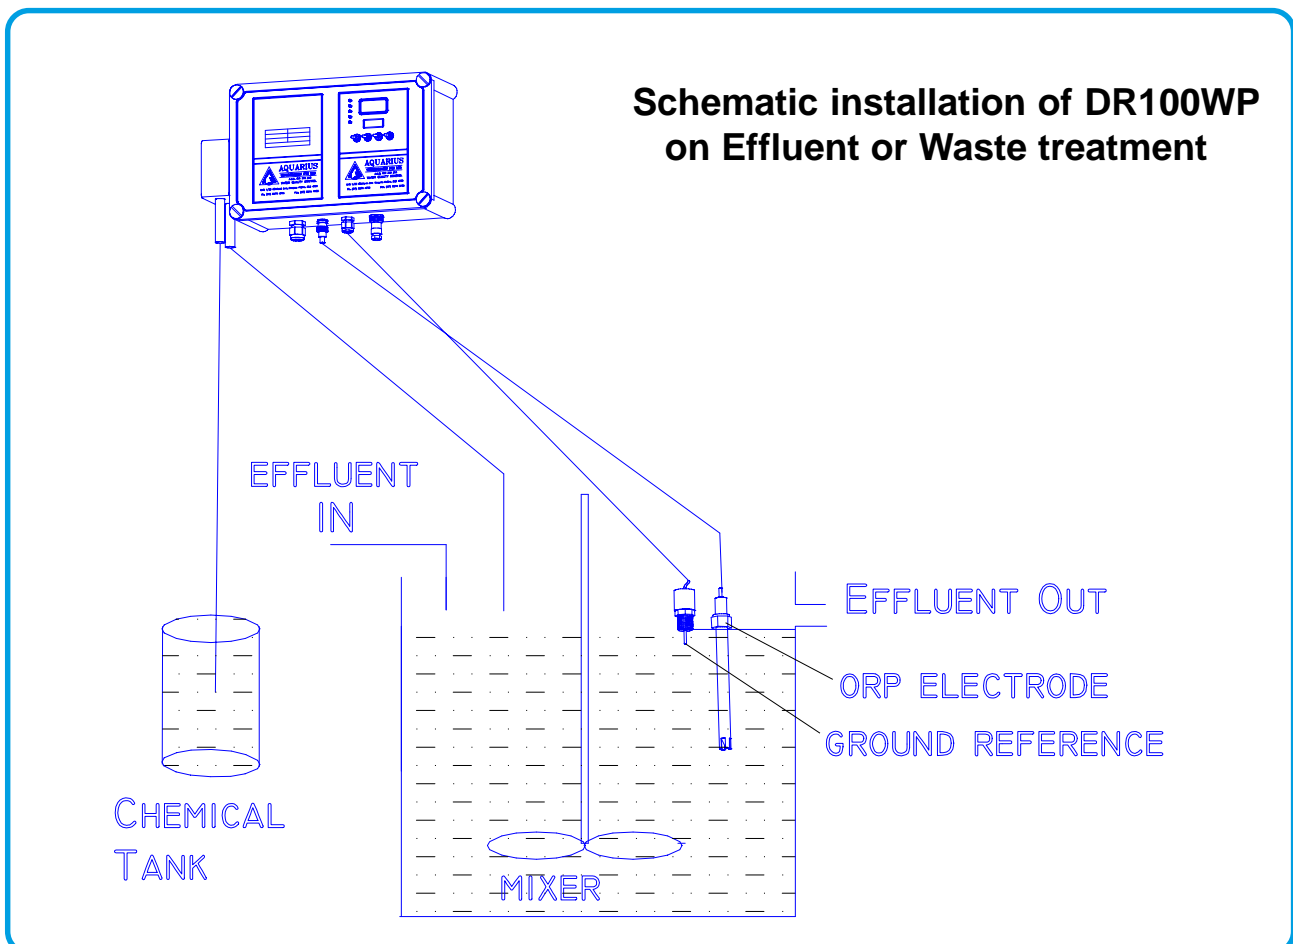 Schematic installation of DR100WP
on Effluent or Waste treatment
AQUARIUS
AQUARIUS
EFFLUENT
IN
EFFLUENT OUT
ORP ELECTRODE
GROUND REFERENCE
CHEMICAL
TANK
MIXER